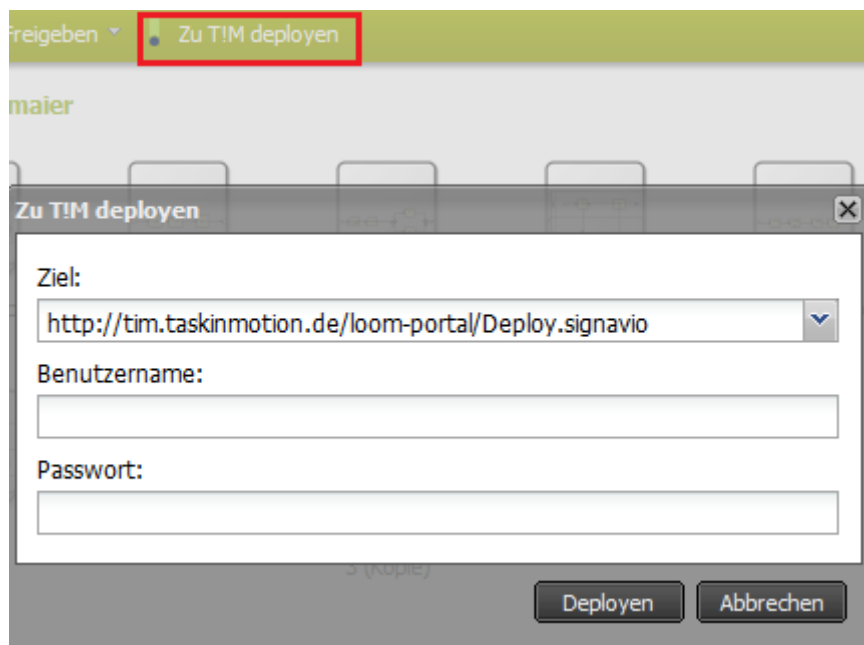 Freigeben
Zu T!M deployen
maier
Zu T!M deployen
Ziel:
http://tim.taskinmotion.de/loom-portal/Deploy.signavio
Benutzername:
Passwort:
3 (Kopie)
Deployen
Abbrechen